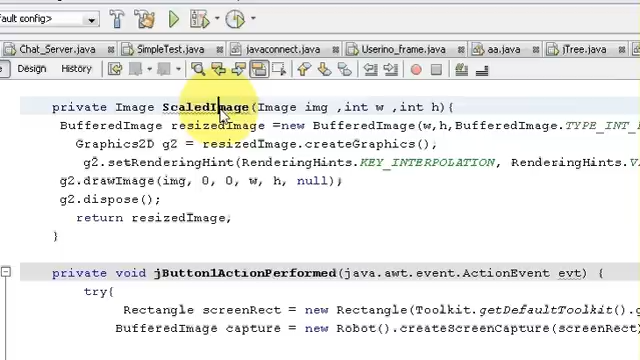 efault config>
Chat_Server.java SimpleTest.java javaconnect.java Userino_frame.java aa.java jTree.java
Design History
private Image ScaledImage(Image img ,int w ,int h){
BufferedImage resizedImage =new BufferedImage(w,h,BufferedImage.TYPE_INT_
Graphics2D g2 = resizedImage.createGraphics();
g2.setRenderingHint(RenderingHints.KEY_INTERPOLATION, RenderingHints.V
g2.drawImage(img, 0, 0, w, h, null);
g2.dispose();
return resizedImage;
}
private void jButton1ActionPerformed(java.awt.event.ActionEvent evt) {
try{
Rectangle screenRect = new Rectangle(Toolkit.getDefaultToolkit().g
BufferedImage capture = new Robot().createScreenCapture(screenRect)